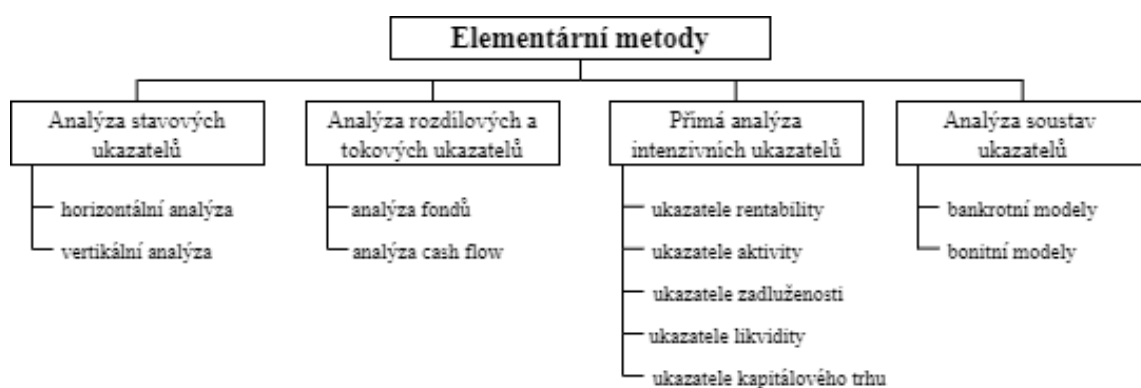 Elementární metody
Analýza stavových
ukazatelů
horizontální analýza
vertikální analýza
Analýza rozdílových a
tokových ukazatelů
analýza fondů
analýza cash flow
Přímá analýza
intenzivních ukazatelů
ukazatele rentability
ukazatele aktivity
ukazatele zadluženosti
ukazatele likvidity
ukazatele kapitálového trhu
Analýza soustav
ukazatelů
bankrotní modely
bonitní modely